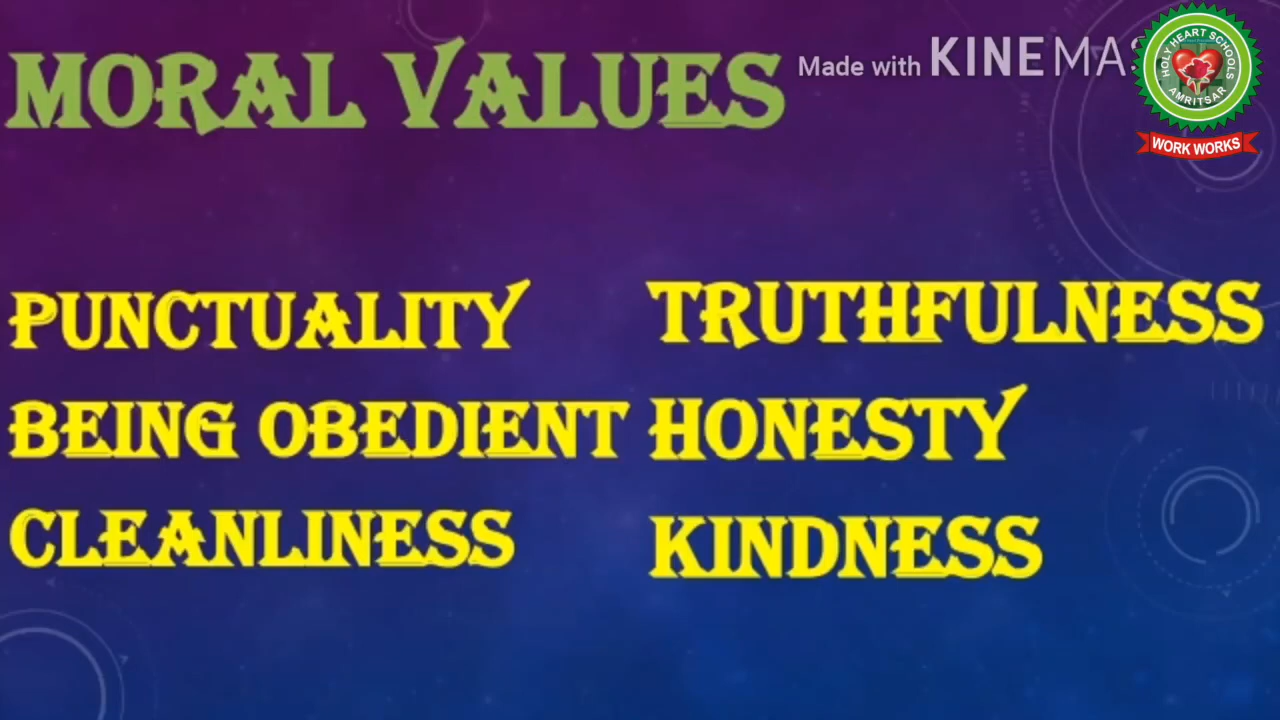 MORAL VALUES
Made with KINEMAS
HOLY HEART SCHOOLS
AMRITSAR
WORK WORKS
PUNCTUALITY
TRUTHFULNESS
BEING OBEDIENT
HONESTY
CLEANLINESS
KINDNESS